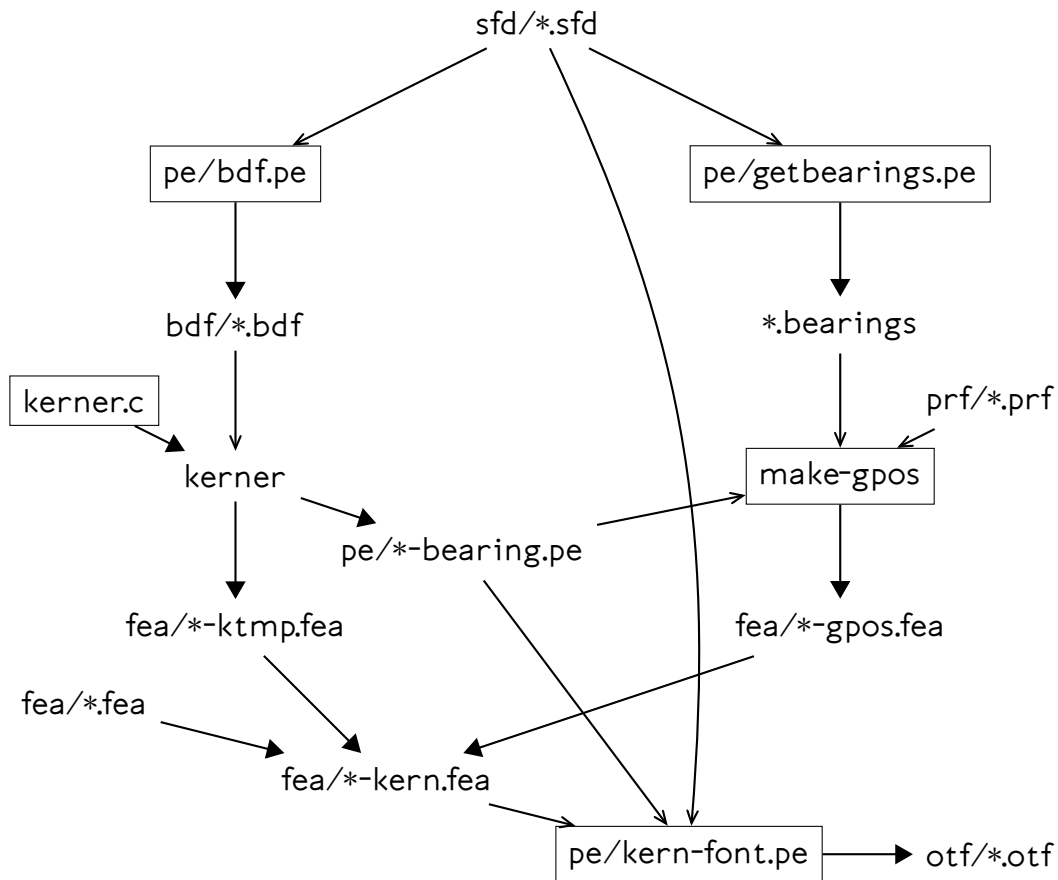 sfd/*.sfd
pe/bdf.pe
pe/getbearings.pe
bdf/*.bdf
*.bearings
kerner.c
prf/*.prf
kerner
make-gpos
pe/*-bearing.pe
fea/*-ktmp.fea
fea/*-gpos.fea
fea/*.fea
fea/*-kern.fea
pe/kern-font.pe
otf/*.otf